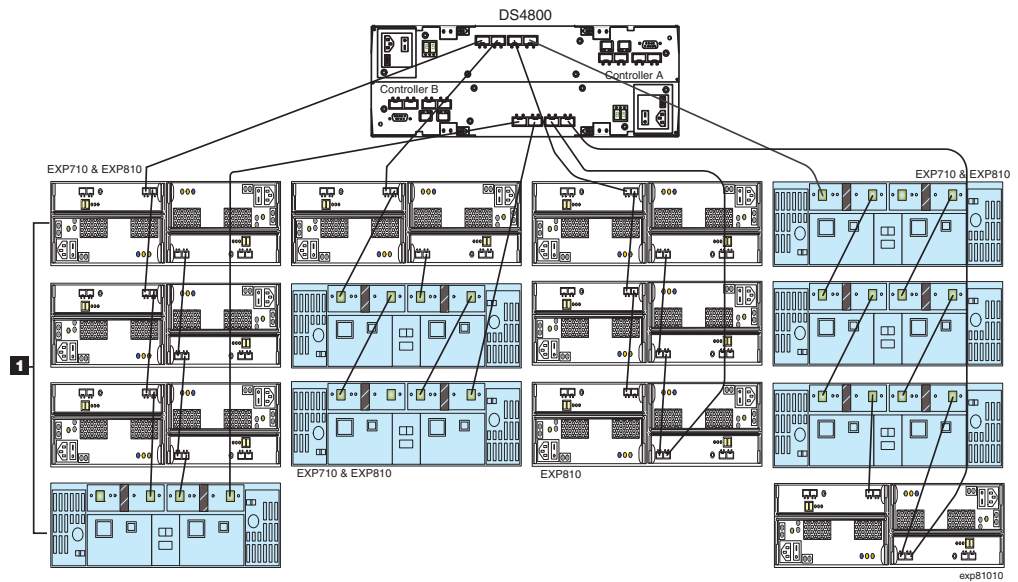 DS4800
Controller A
Controller B
EXP710 & EXP810
EXP710 & EXP810
1
EXP710 & EXP810
EXP810
exp81010